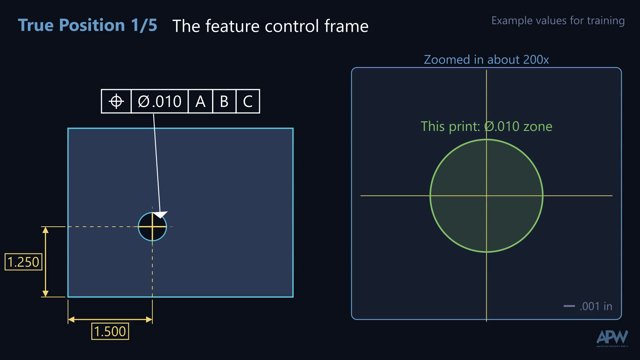 True Position 1/5 The feature control frame
Example values for training
Zoomed in about 200x
⌖ Ø.010 A B C
This print: Ø.010 zone
1.250
1.500
.001 in
APW